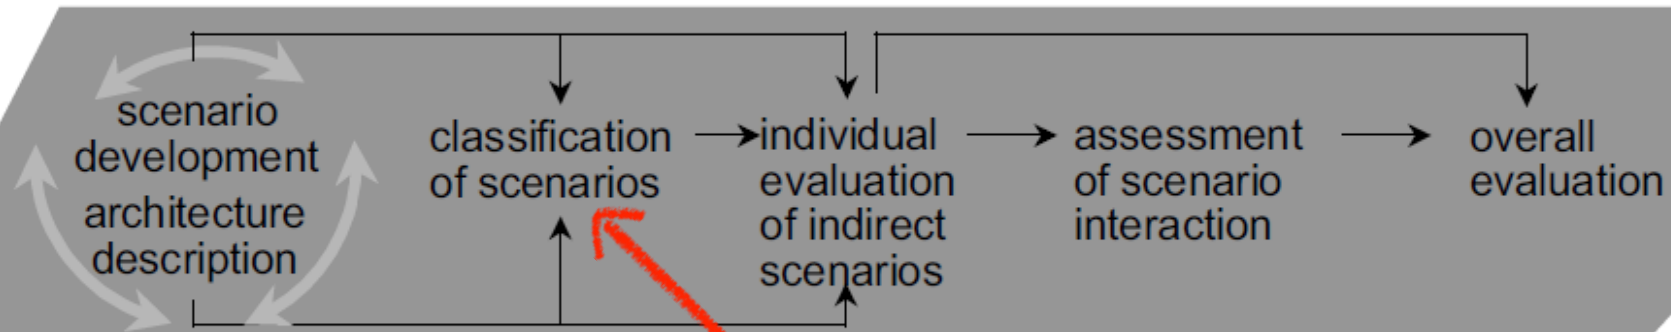 scenario
development
architecture
description
classification
of scenarios
individual
evaluation
of indirect
scenarios
assessment
of scenario
interaction
overall
evaluation